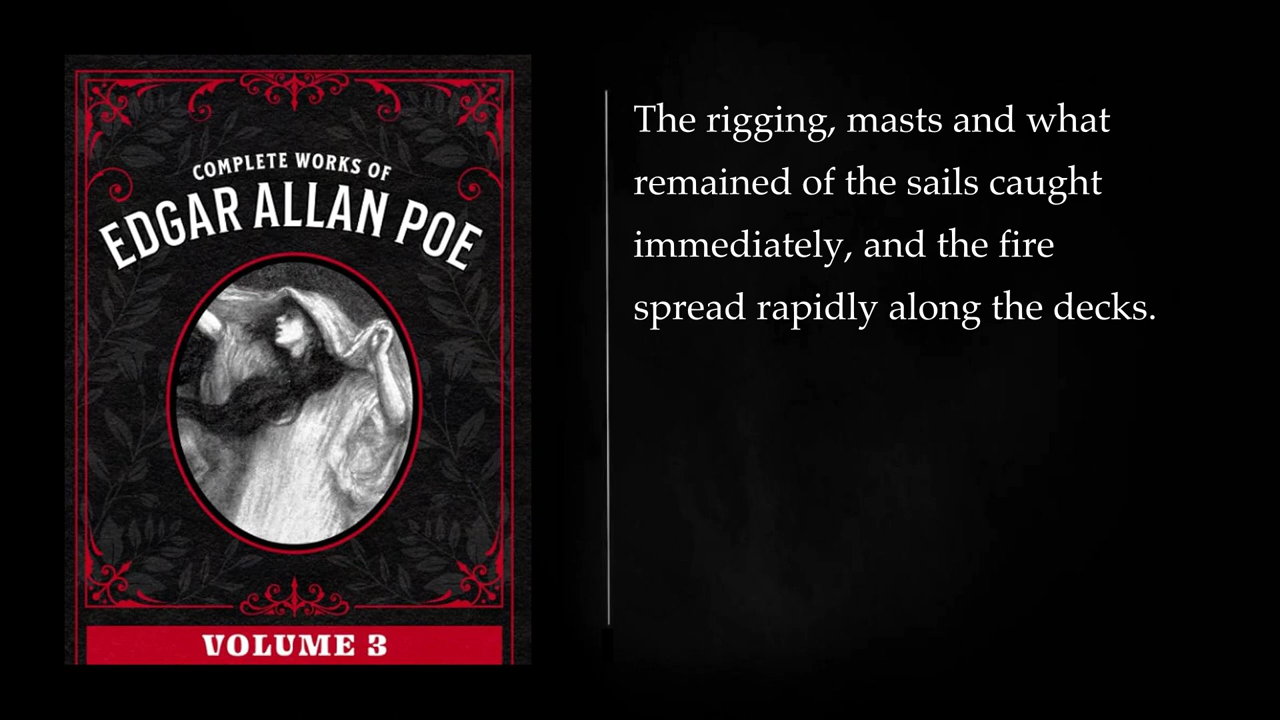 COMPLETE WORKS OF
EDGAR ALLAN POE
VOLUME 3
The rigging, masts and what
remained of the sails caught
immediately, and the fire
spread rapidly along the decks.